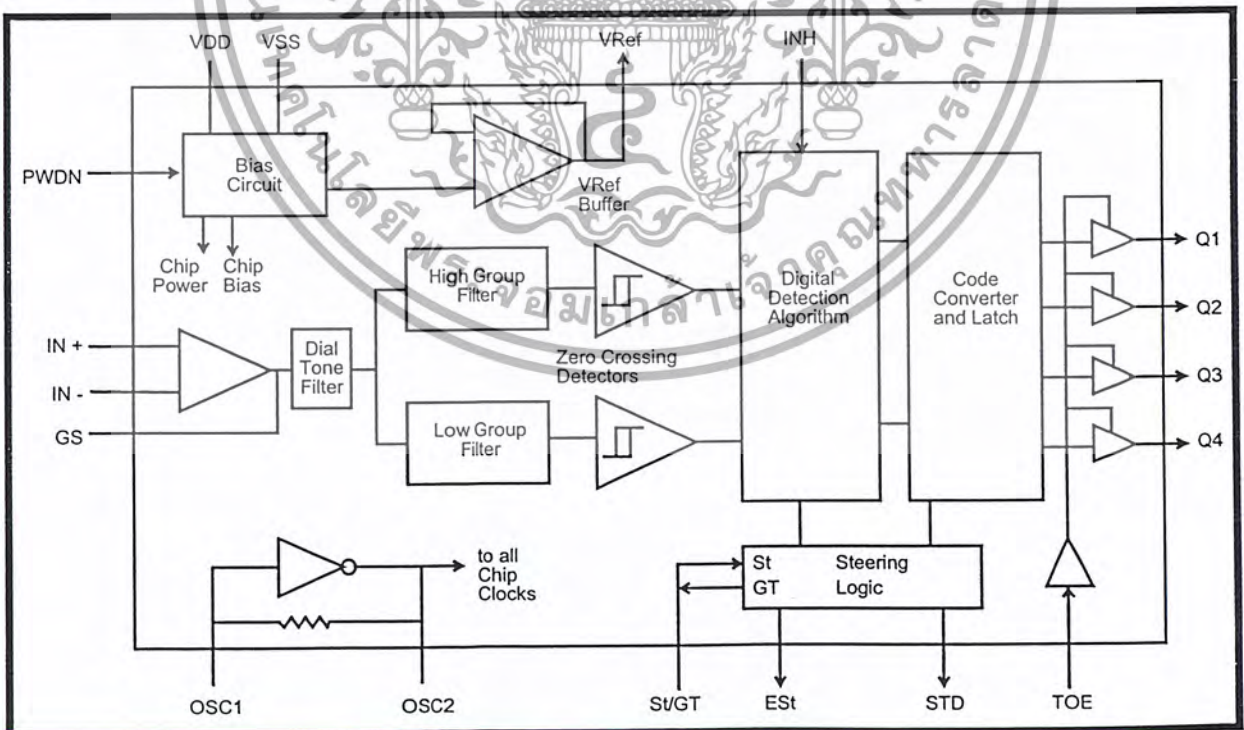 VDD VSS VRef INH
PWDN
Bias
Circuit
VRef
Buffer
Chip
Power
Chip
Bias
High Group
Filter
Digital
Detection
Algorithm
Code
Converter
and Latch
Q1
Q2
Q3
Q4
IN +
IN -
GS
Dial
Tone
Filter
Zero Crossing
Detectors
Low Group
Filter
to all
Chip
Clocks
St Steering
GT Logic
OSC1 OSC2 St/GT ESt STD TOE